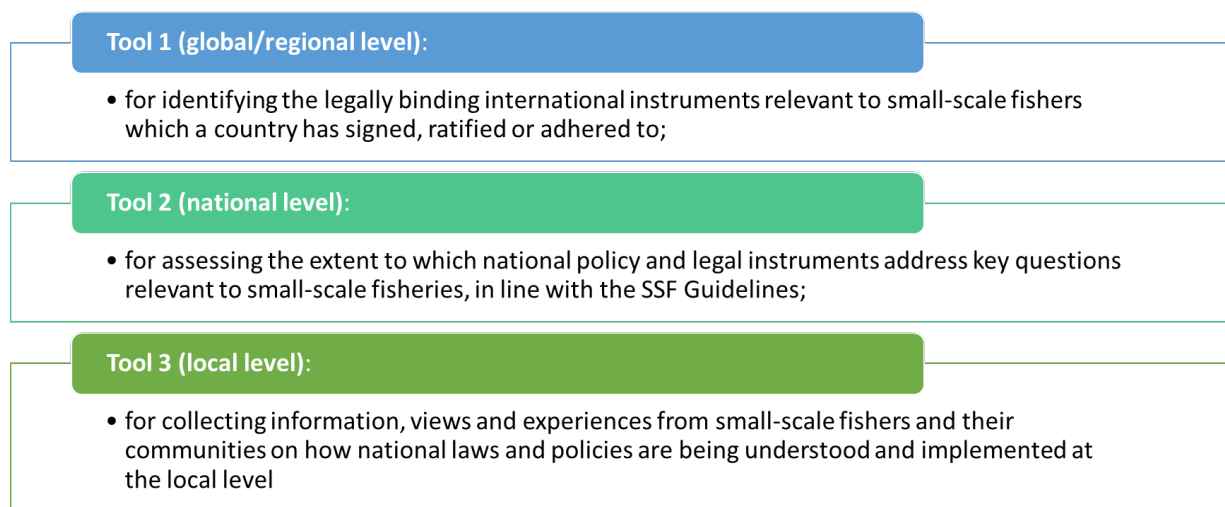 Tool 1 (global/regional level):
• for identifying the legally binding international instruments relevant to small-scale fishers
which a country has signed, ratified or adhered to;
Tool 2 (national level):
• for assessing the extent to which national policy and legal instruments address key questions
relevant to small-scale fisheries, in line with the SSF Guidelines;
Tool 3 (local level):
• for collecting information, views and experiences from small-scale fishers and their
communities on how national laws and policies are being understood and implemented at
the local level